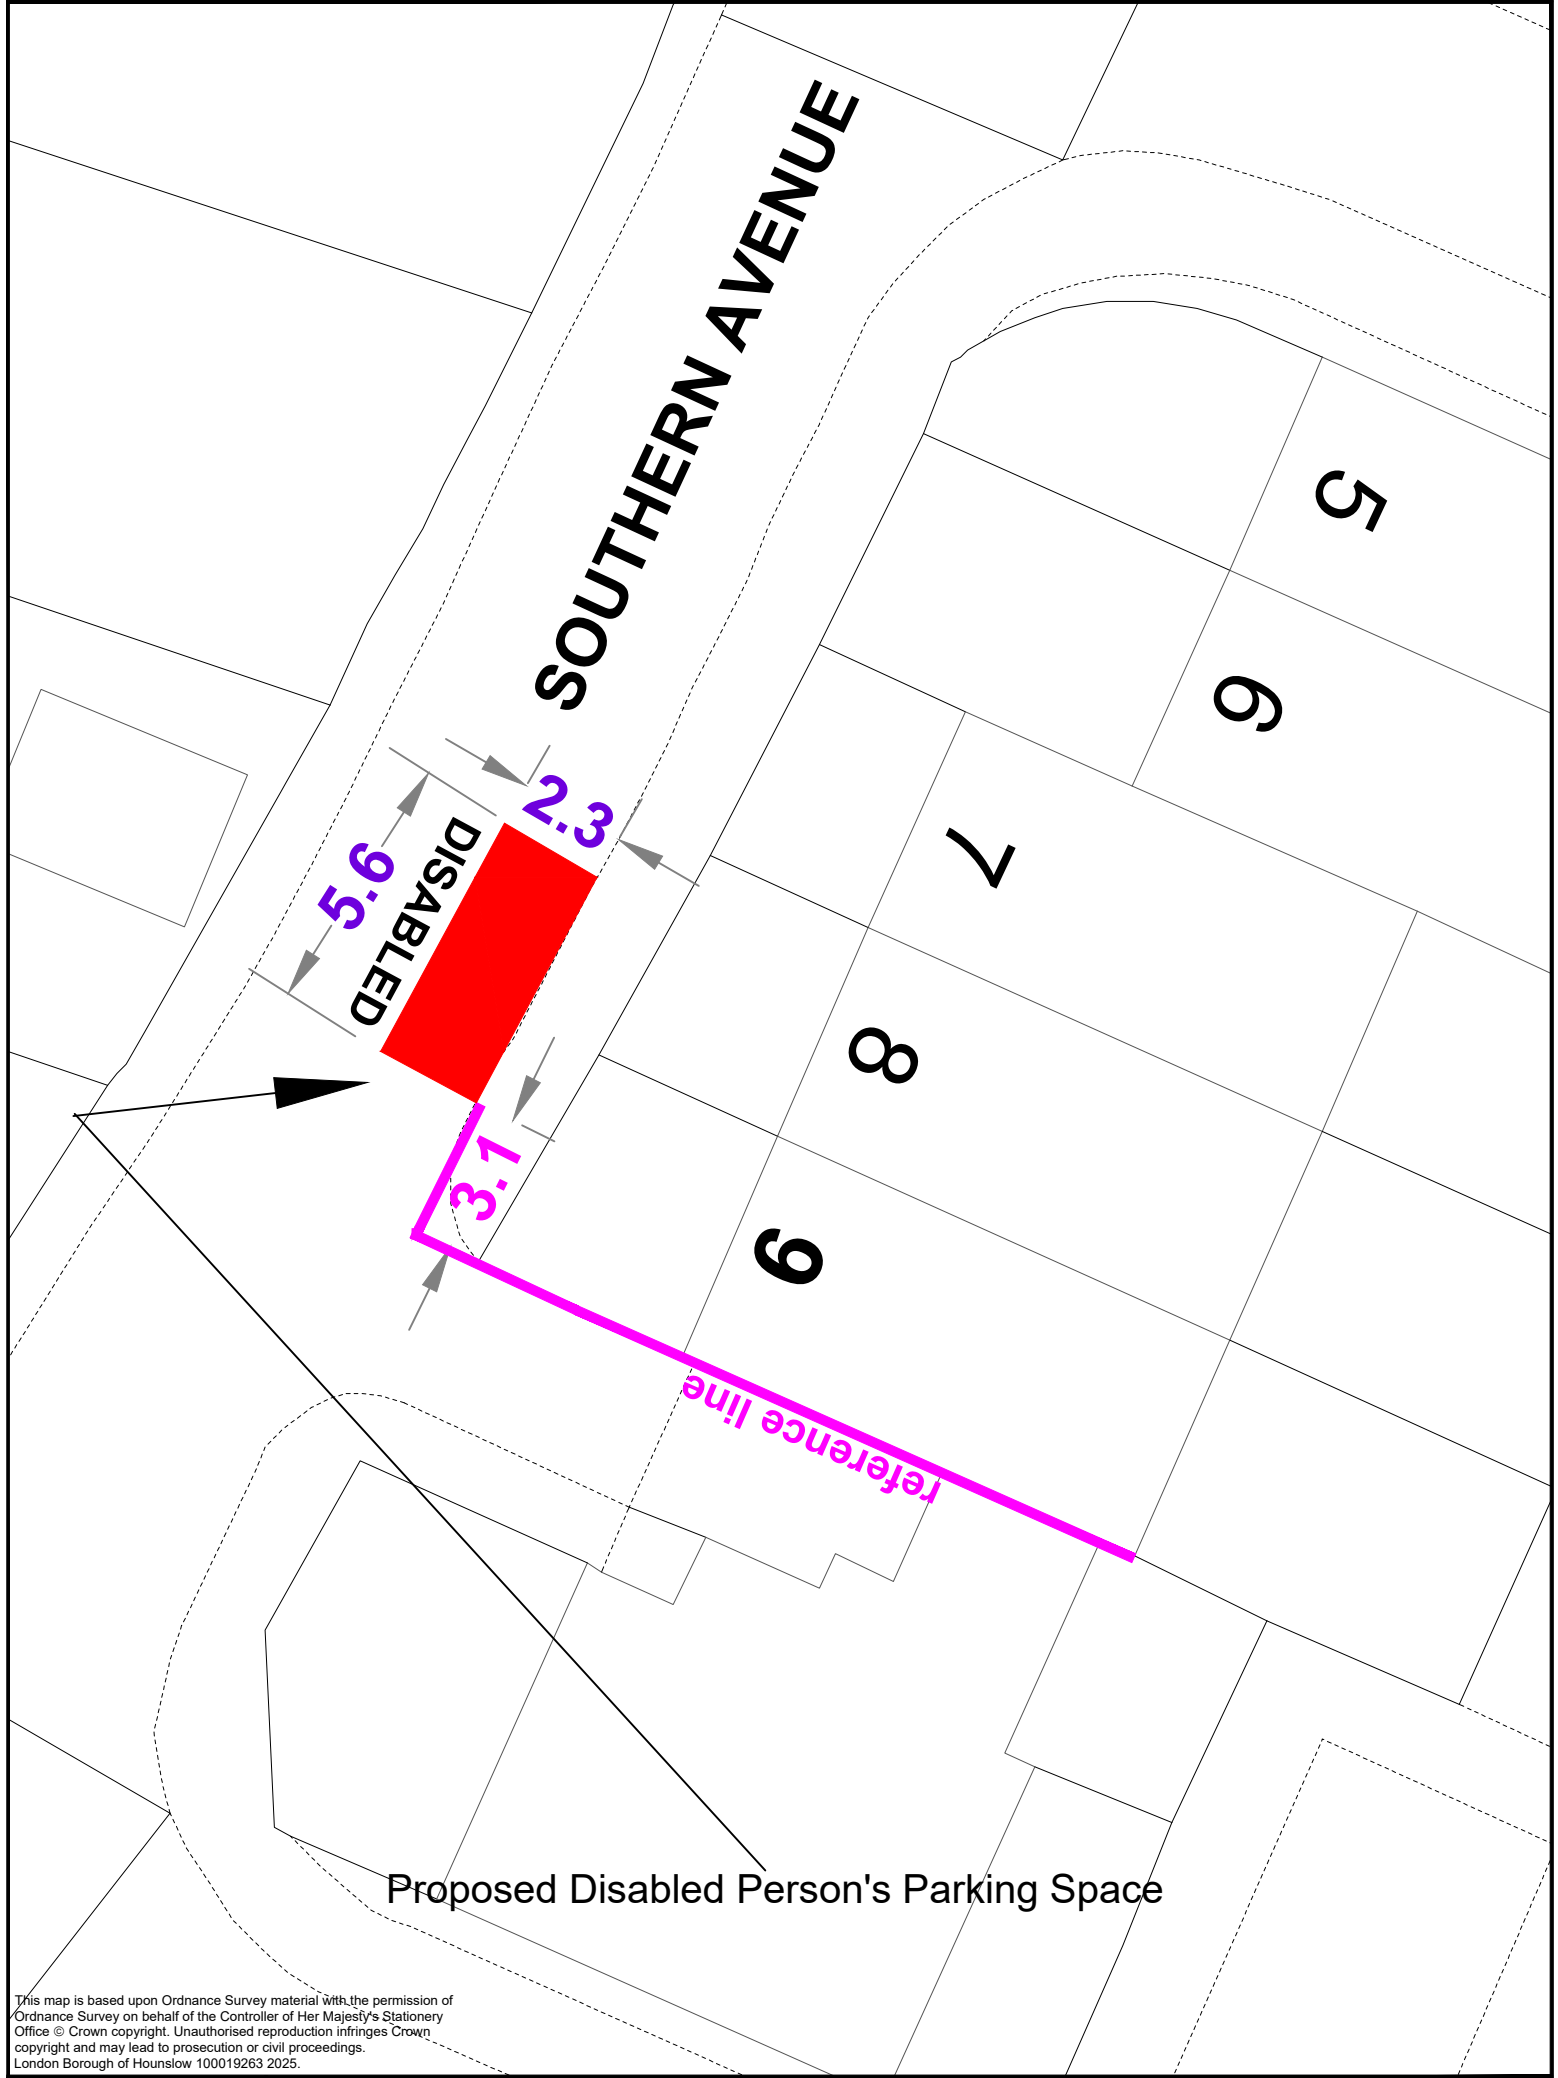 SOUTHERN AVENUE
5
6
2.3
7
5.6
DISABLED
8
3.1
9
reference line
Proposed Disabled Person's Parking Space
This map is based upon Ordnance Survey material with the permission of
Ordnance Survey on behalf of the Controller of Her Majesty's Stationery
Office © Crown copyright. Unauthorised reproduction infringes Crown
copyright and may lead to prosecution or civil proceedings.
London Borough of Hounslow 100019263 2025.